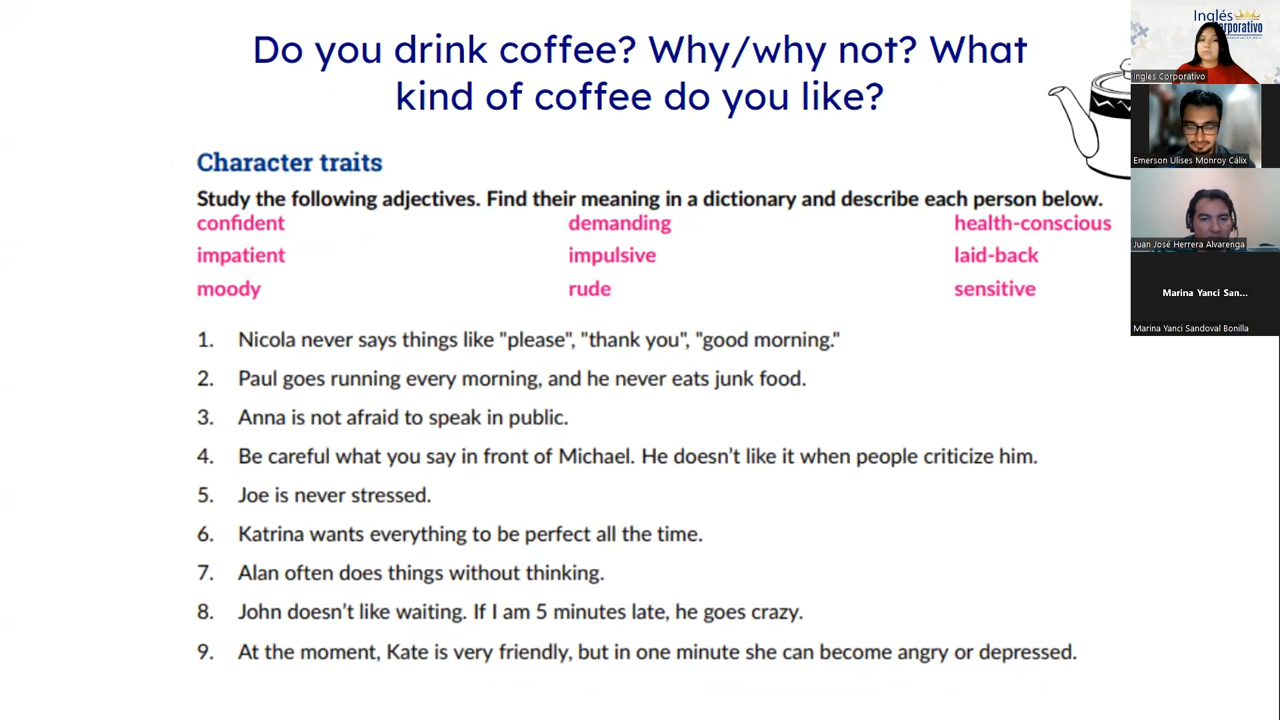 Do you drink coffee? Why/why not? What
kind of coffee do you like?
Character traits
Study the following adjectives. Find their meaning in a dictionary and describe each person below.
confident demanding health-conscious
impatient impulsive laid-back
moody rude sensitive
1. Nicola never says things like "please", "thank you", "good morning."
2. Paul goes running every morning, and he never eats junk food.
3. Anna is not afraid to speak in public.
4. Be careful what you say in front of Michael. He doesn’t like it when people criticize him.
5. Joe is never stressed.
6. Katrina wants everything to be perfect all the time.
7. Alan often does things without thinking.
8. John doesn’t like waiting. If I am 5 minutes late, he goes crazy.
9. At the moment, Kate is very friendly, but in one minute she can become angry or depressed.
Inglés
Ingles Corporativo
Emerson Ulises Monroy Cálix
Juan José Herrera Alvarenga
Marina Yanci San...
Marina Yanci Sandoval Bonilla